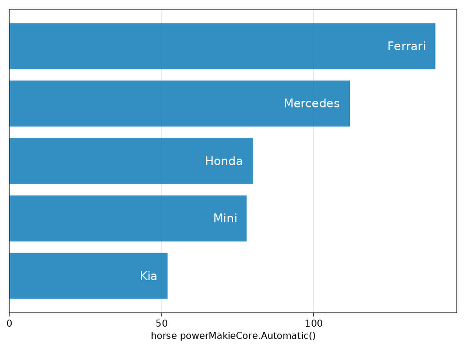 Ferrari
Mercedes
Honda
Mini
Kia
0 50 100
horse powerMakieCore.Automatic()